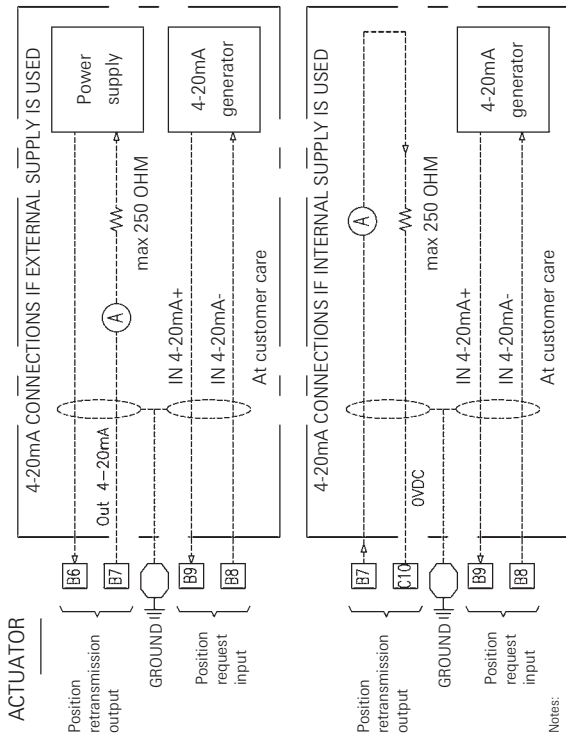 ACTUATOR
4-20mA CONNECTIONS IF EXTERNAL SUPPLY IS USED
Position
retransmission
output
B6
B7
Out 4-20mA
A
max 250 OHM
Power
supply
GROUND
Position
request
input
B9
B8
IN 4-20mA+
IN 4-20mA-
4-20mA
generator
At customer care
4-20mA CONNECTIONS IF INTERNAL SUPPLY IS USED
Position
retransmission
output
B7
C10
0VDC
A
max 250 OHM
GROUND
Position
request
input
B9
B8
IN 4-20mA+
IN 4-20mA-
4-20mA
generator
At customer care
Notes: